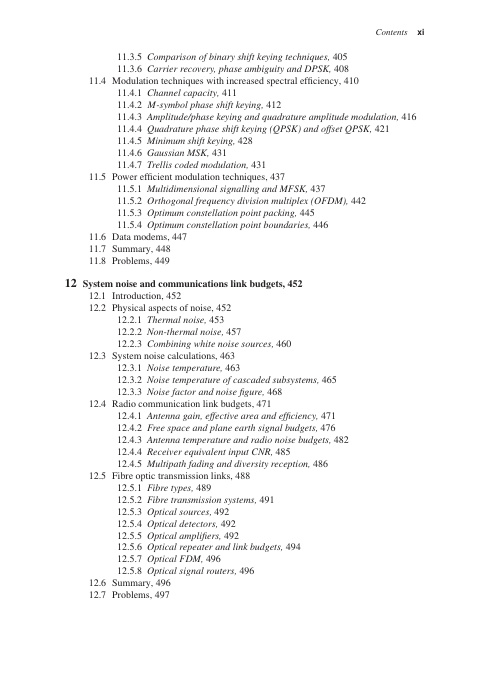 Contents xi
11.3.5 Comparison of binary shift keying techniques, 405
11.3.6 Carrier recovery, phase ambiguity and DPSK, 408
11.4 Modulation techniques with increased spectral efficiency, 410
11.4.1 Channel capacity, 411
11.4.2 M-symbol phase shift keying, 412
11.4.3 Amplitude/phase keying and quadrature amplitude modulation, 416
11.4.4 Quadrature phase shift keying (QPSK) and offset QPSK, 421
11.4.5 Minimum shift keying, 428
11.4.6 Gaussian MSK, 431
11.4.7 Trellis coded modulation, 431
11.5 Power efficient modulation techniques, 437
11.5.1 Multidimensional signalling and MFSK, 437
11.5.2 Orthogonal frequency division multiplex (OFDM), 442
11.5.3 Optimum constellation point packing, 445
11.5.4 Optimum constellation point boundaries, 446
11.6 Data modems, 447
11.7 Summary, 448
11.8 Problems, 449
12 System noise and communications link budgets, 452
12.1 Introduction, 452
12.2 Physical aspects of noise, 452
12.2.1 Thermal noise, 453
12.2.2 Non-thermal noise, 457
12.2.3 Combining white noise sources, 460
12.3 System noise calculations, 463
12.3.1 Noise temperature, 463
12.3.2 Noise temperature of cascaded subsystems, 465
12.3.3 Noise factor and noise figure, 468
12.4 Radio communication link budgets, 471
12.4.1 Antenna gain, effective area and efficiency, 471
12.4.2 Free space and plane earth signal budgets, 476
12.4.3 Antenna temperature and radio noise budgets, 482
12.4.4 Receiver equivalent input CNR, 485
12.4.5 Multipath fading and diversity reception, 486
12.5 Fibre optic transmission links, 488
12.5.1 Fibre types, 489
12.5.2 Fibre transmission systems, 491
12.5.3 Optical sources, 492
12.5.4 Optical detectors, 492
12.5.5 Optical amplifiers, 492
12.5.6 Optical repeater and link budgets, 494
12.5.7 Optical FDM, 496
12.5.8 Optical signal routers, 496
12.6 Summary, 496
12.7 Problems, 497